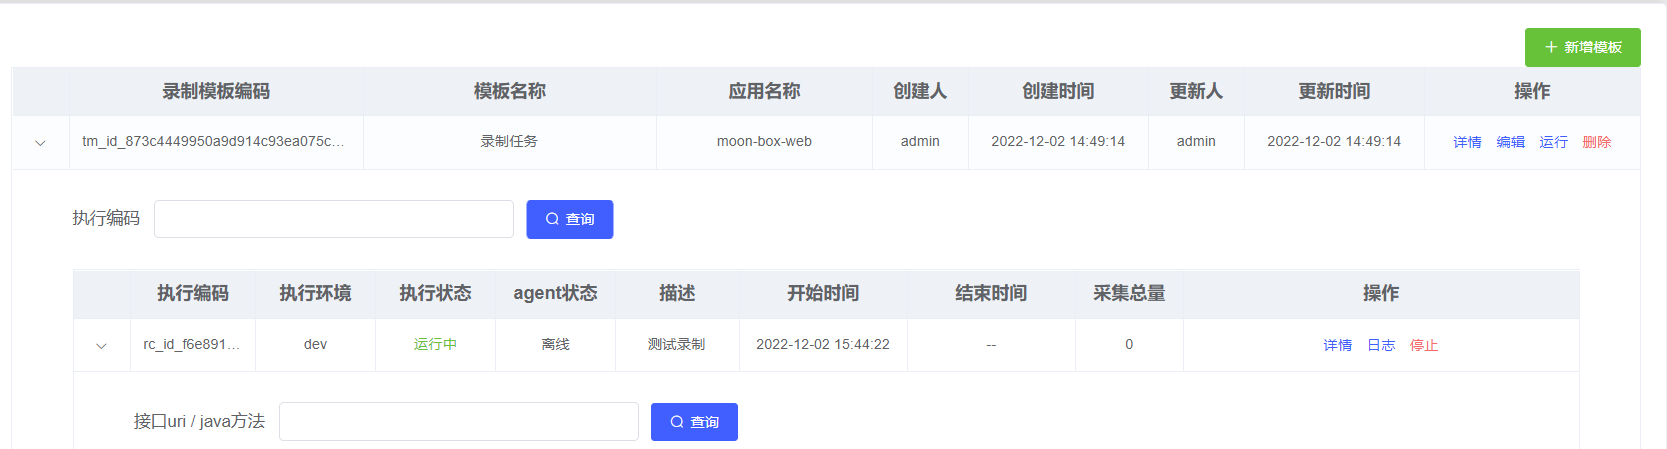 新增模板
录制模板编码 模板名称 应用名称 创建人 创建时间 更新人 更新时间 操作
tm_id_873c4449950a9d914c93ea075c... 录制任务 moon-box-web admin 2022-12-02 14:49:14 admin 2022-12-02 14:49:14 详情 编辑 运行 删除
执行编码 查询
执行编码 执行环境 执行状态 agent状态 描述 开始时间 结束时间 采集总量 操作
rc_id_f6e891... dev 运行中 离线 测试录制 2022-12-02 15:44:22 -- 0 详情 日志 停止
接口uri / java方法 查询